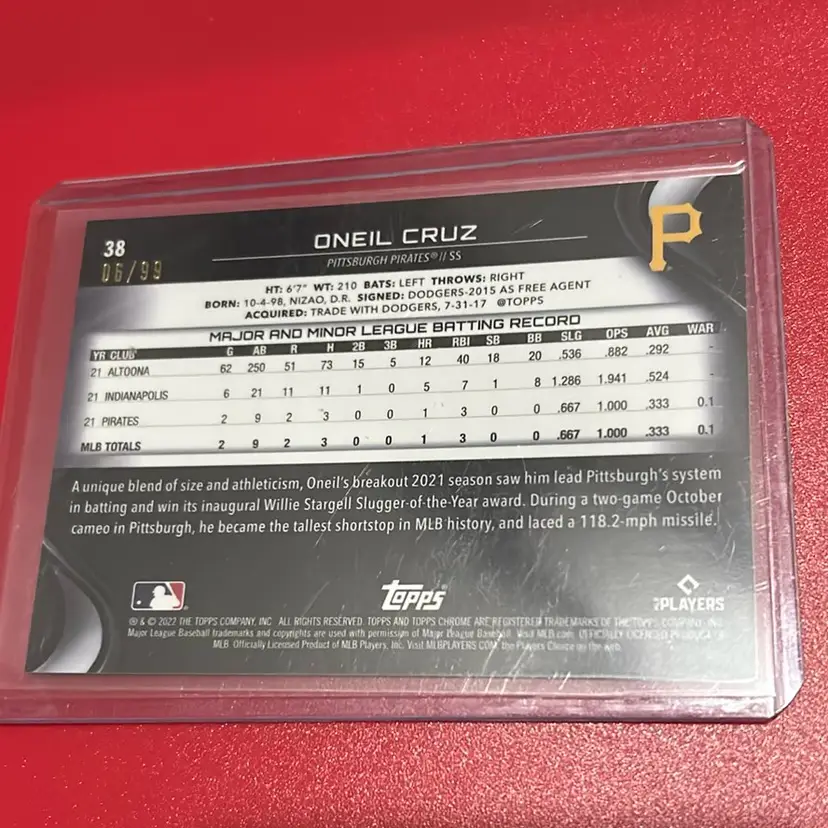 38
06/99
ONEIL CRUZ
PITTSBURGH PIRATES® // SS
P
HT: 6'7" WT: 210 BATS: LEFT THROWS: RIGHT
BORN: 10-4-98, NIZAO, D.R. SIGNED: DODGERS-2015 AS FREE AGENT
ACQUIRED: TRADE WITH DODGERS, 7-31-17 @TOPPS
MAJOR AND MINOR LEAGUE BATTING RECORD
YR CLUB G AB R H 2B 3B HR RBI SB BB SLG OPS AVG WAR
21 ALTOONA 62 250 51 73 15 5 12 40 18 20 .536 .882 .292 -
21 INDIANAPOLIS 6 21 11 11 1 0 5 7 1 8 1.286 1.941 .524 -
21 PIRATES 2 9 2 3 0 0 1 3 0 0 .667 1.000 .333 0.1
MLB TOTALS 2 9 2 3 0 0 1 3 0 0 .667 1.000 .333 0.1
A unique blend of size and athleticism, Oneil's breakout 2021 season saw him lead Pittsburgh's system
in batting and win its inaugural Willie Stargell Slugger-of-the-Year award. During a two-game October
cameo in Pittsburgh, he became the tallest shortstop in MLB history, and laced a 118.2-mph missile.
Topps
PLAYERS
® & © 2022 THE TOPPS COMPANY, INC. ALL RIGHTS RESERVED. TOPPS AND TOPPS CHROME ARE REGISTERED TRADEMARKS OF THE TOPPS COMPANY, INC.
Major League Baseball trademarks and copyrights are used with permission of Major League Baseball. Visit MLB.com. OFFICIALLY LICENSED PRODUCT
MLB Officially Licensed Product of MLB Players, Inc. Visit MLBPLAYERS.COM, the Players Choice on the web.